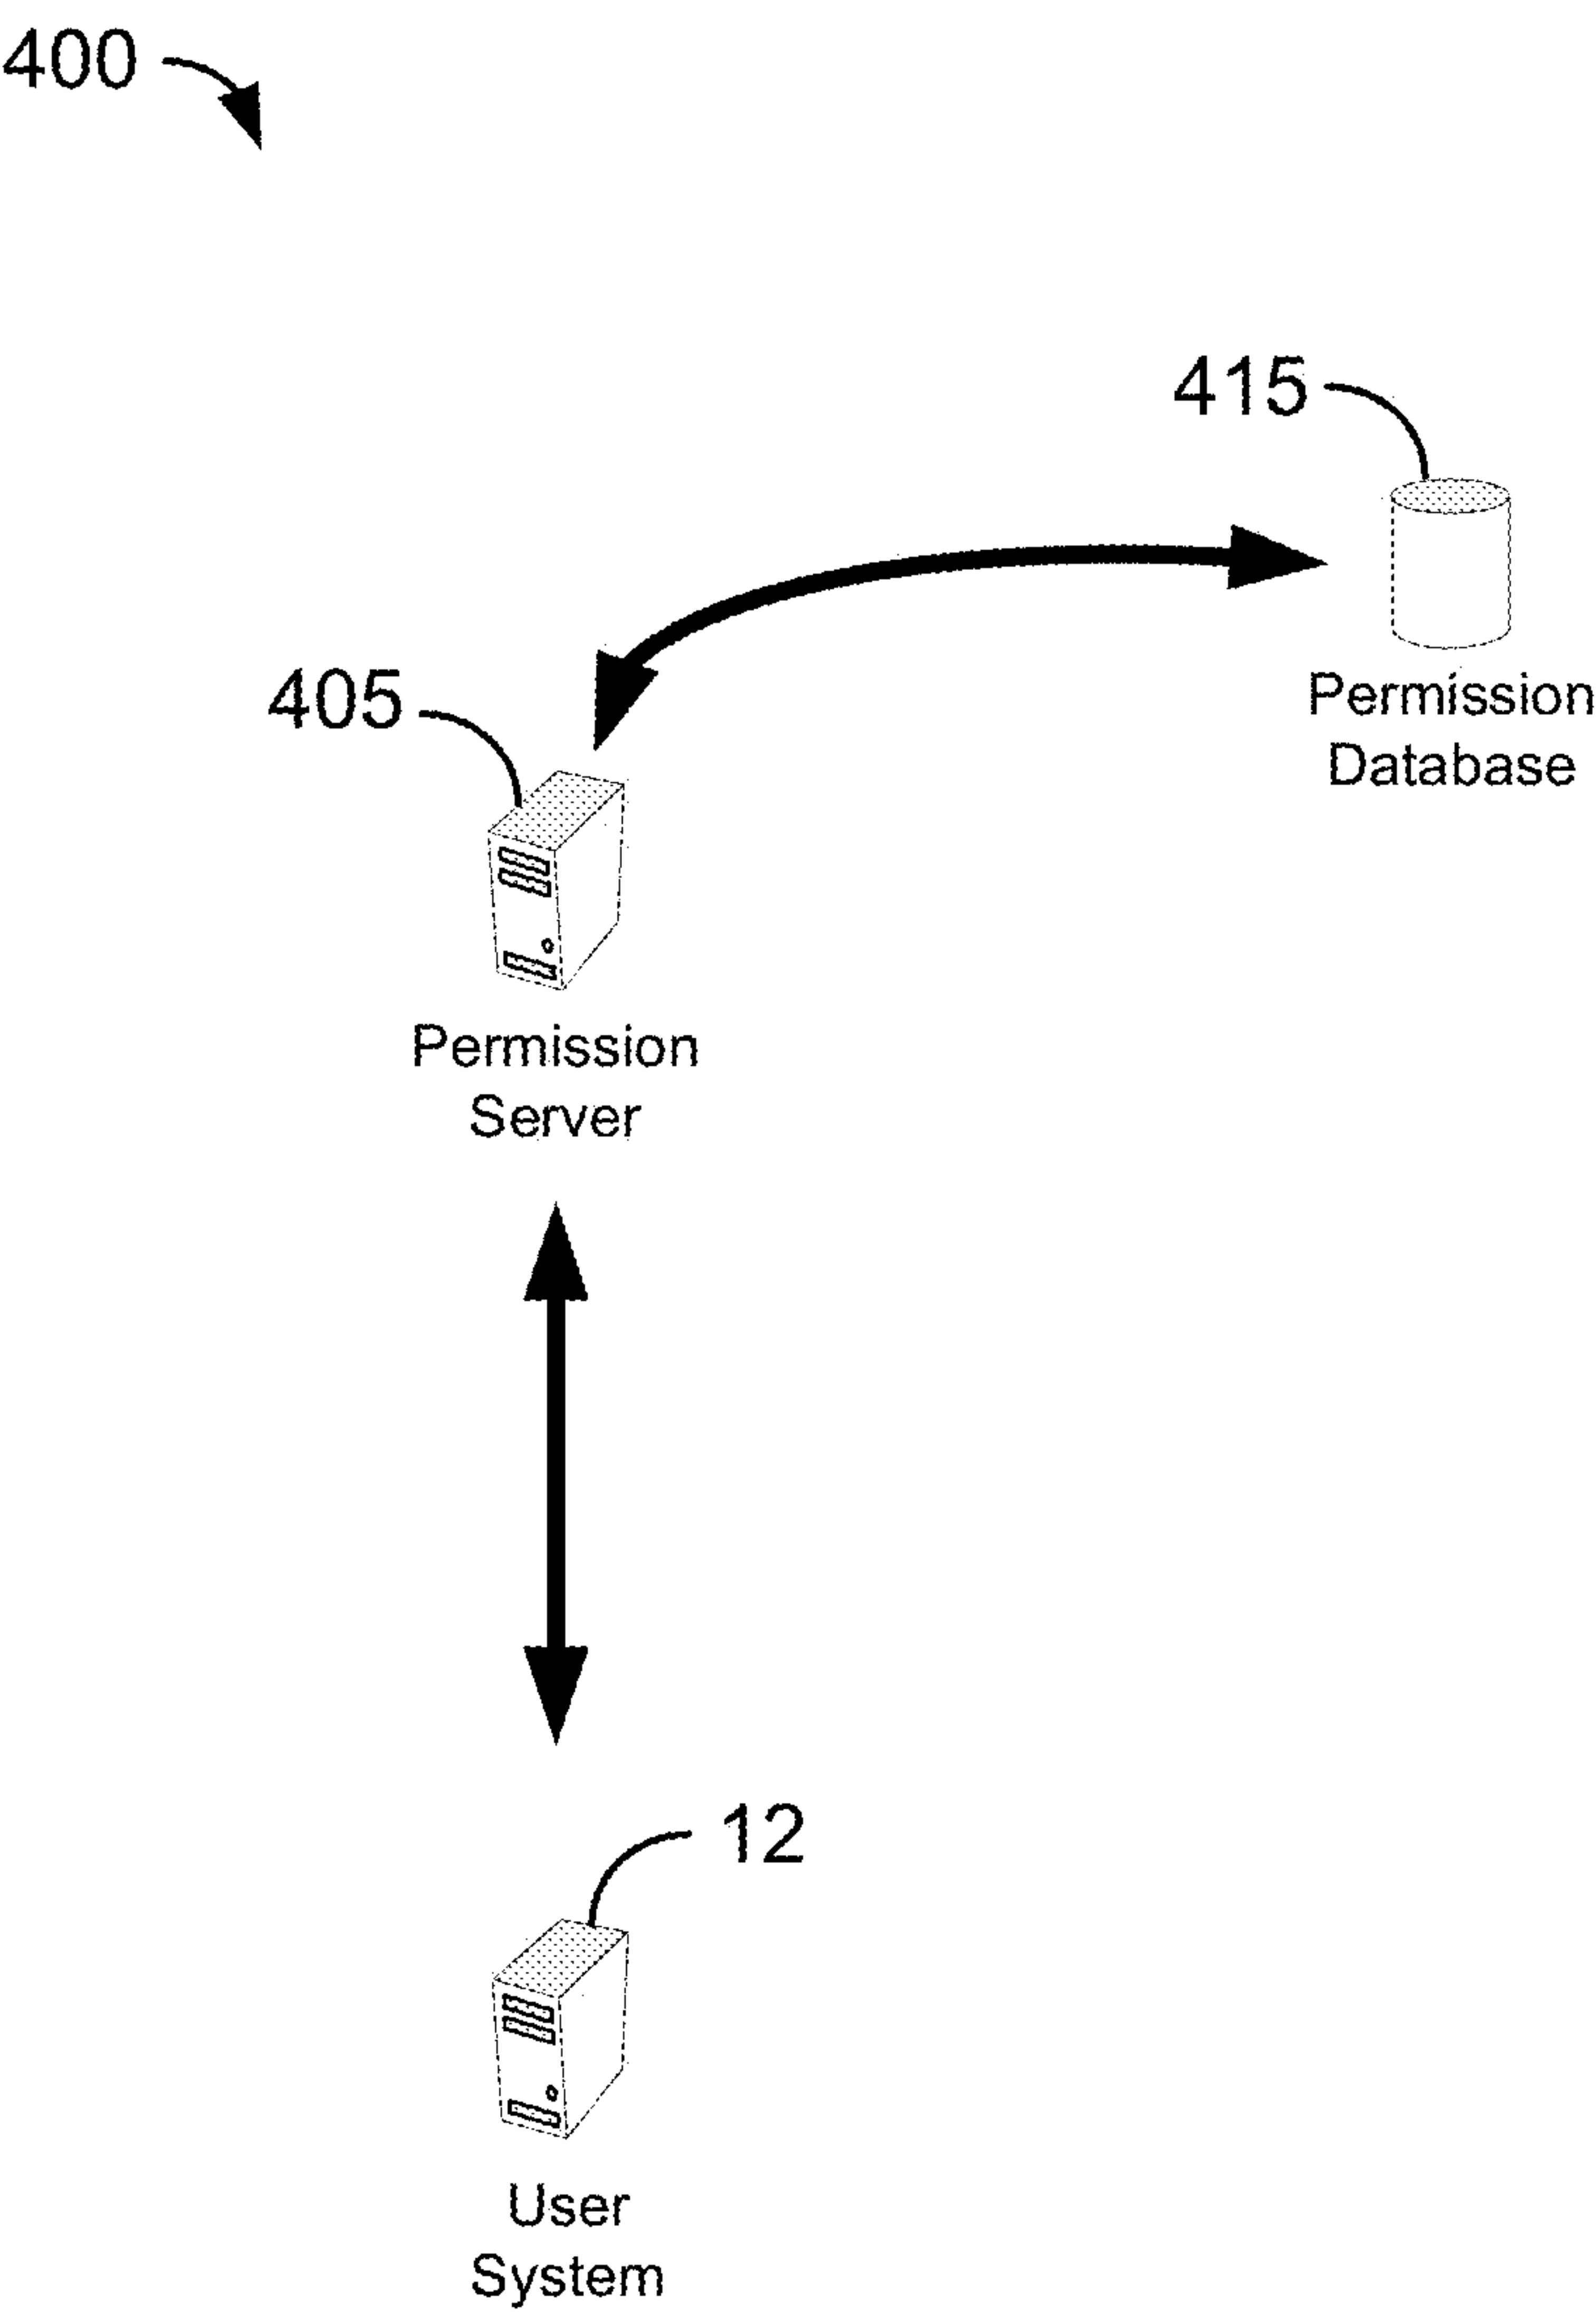 400
415
Permission
Database
405
Permission
Server
12
User
System